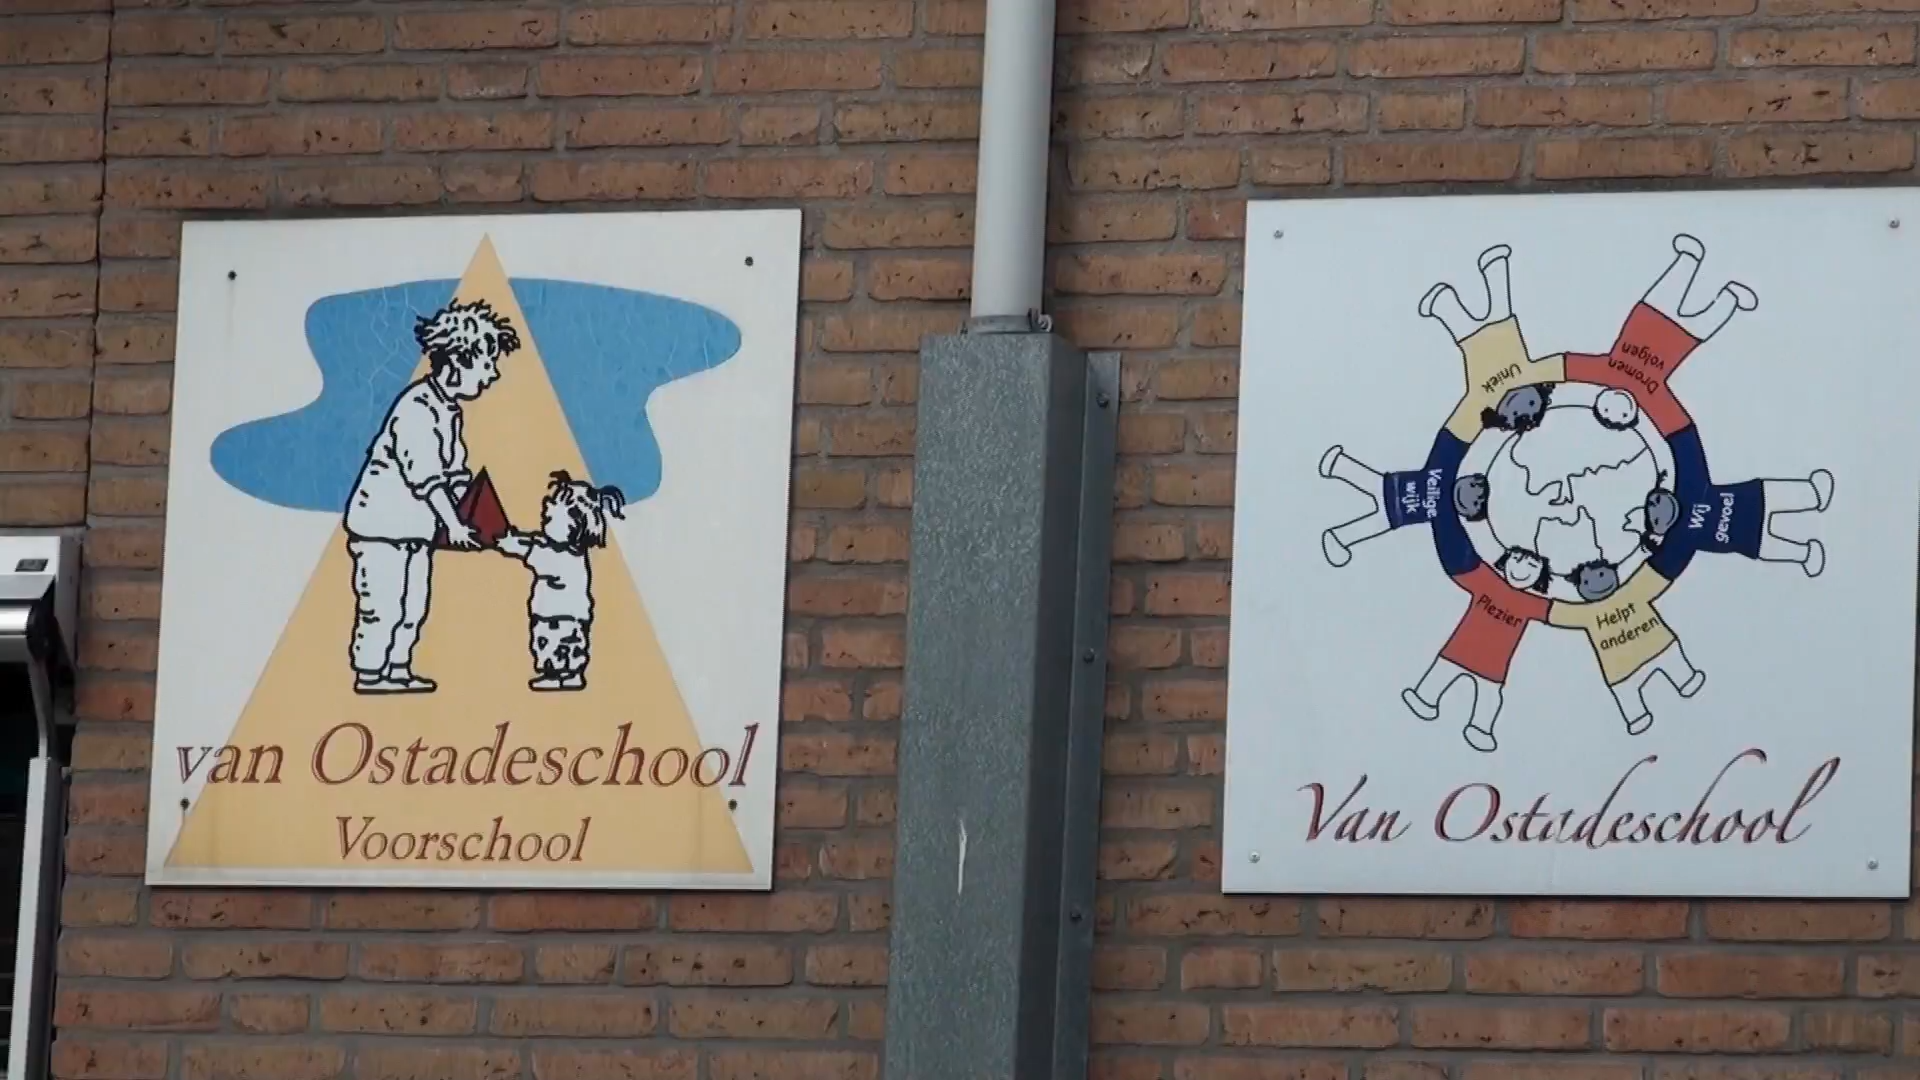 van Ostadeschool
Voorschool
Uniek
Dromen
volgen
Veilige
wijk
Wij
gevoel
Plezier
Helpt
anderen
Van Ostadeschool